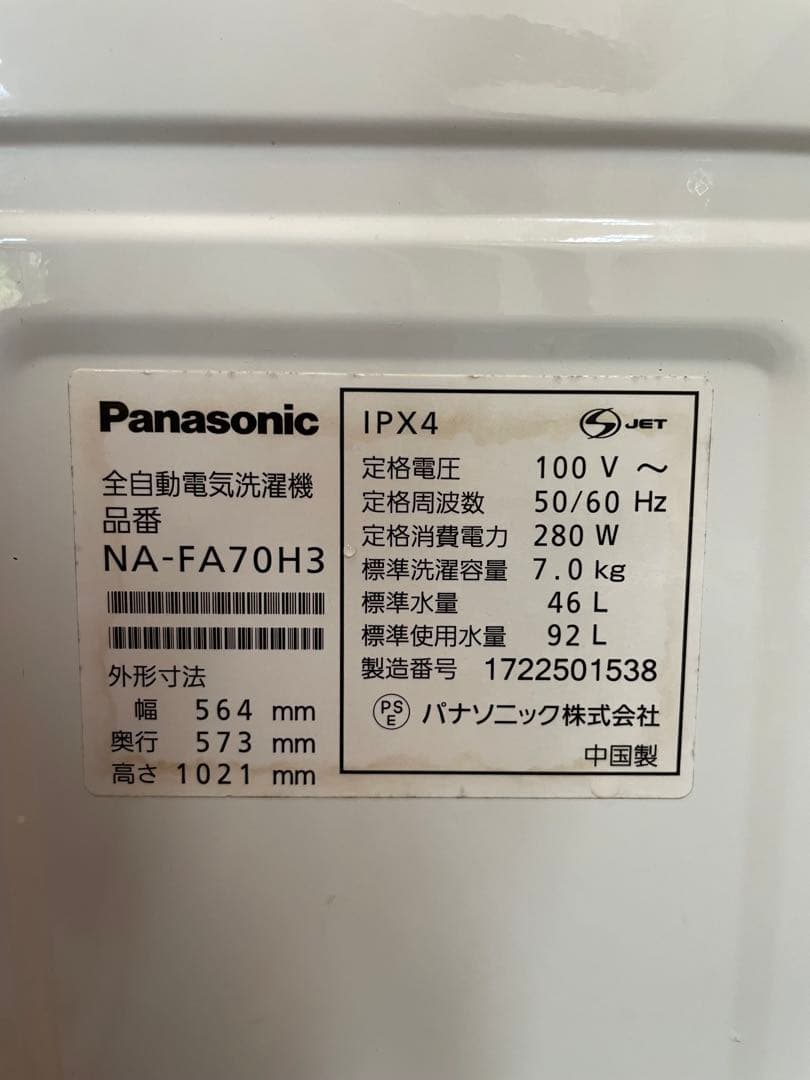 Panasonic
全自動電気洗濯機
品番
NA-FA70H3
外形寸法
幅 564 mm
奥行 573 mm
高さ 1021 mm
IPX4 S JET
定格電圧 100 V ～
定格周波数 50/60 Hz
定格消費電力 280 W
標準洗濯容量 7.0 kg
標準水量 46 L
標準使用水量 92 L
製造番号 1722501538
PSE パナソニック株式会社
中国製